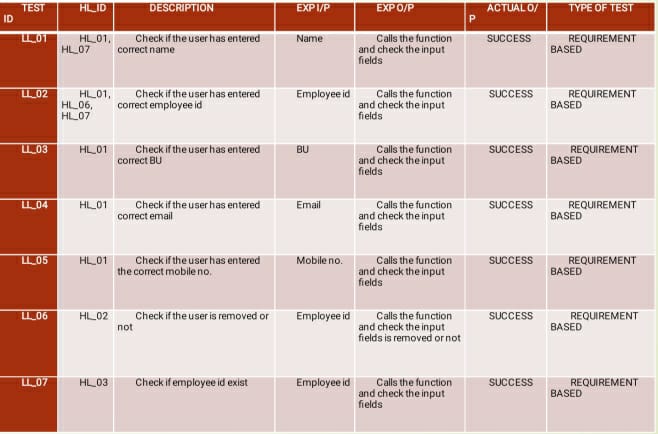 TEST ID HL_ID DESCRIPTION EXP I/P EXP O/P ACTUAL O/P TYPE OF TEST
LL_01 HL_01, HL_07 Check if the user has entered correct name Name Calls the function and check the input fields SUCCESS REQUIREMENT BASED
LL_02 HL_01, HL_06, HL_07 Check if the user has entered correct employee id Employee id Calls the function and check the input fields SUCCESS REQUIREMENT BASED
LL_03 HL_01 Check if the user has entered correct BU BU Calls the function and check the input fields SUCCESS REQUIREMENT BASED
LL_04 HL_01 Check if the user has entered correct email Email Calls the function and check the input fields SUCCESS REQUIREMENT BASED
LL_05 HL_01 Check if the user has entered the correct mobile no. Mobile no. Calls the function and check the input fields SUCCESS REQUIREMENT BASED
LL_06 HL_02 Check if the user is removed or not Employee id Calls the function and check the input fields is removed or not SUCCESS REQUIREMENT BASED
LL_07 HL_03 Check if employee id exist Employee id Calls the function and check the input fields SUCCESS REQUIREMENT BASED